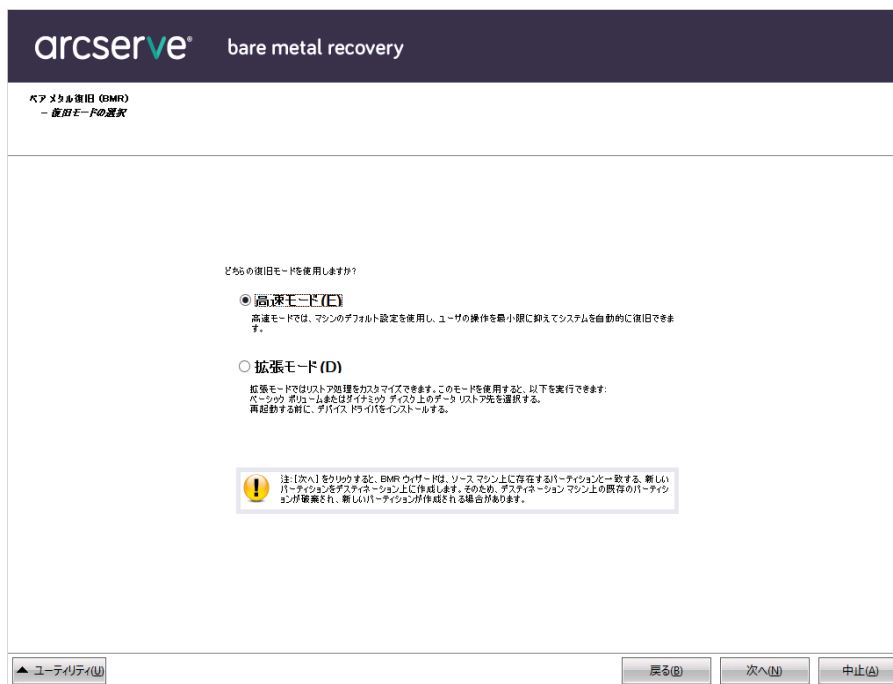 arcserve® bare metal recovery
ベア メタル復旧 (BMR)
- 復旧モードの選択
どちらの復旧モードを使用しますか?
高速モード(E)
高速モードでは、マシンのデフォルト設定を使用し、ユーザの操作を最小限に抑えてシステムを自動的に復旧できま
す。
拡張モード(D)
拡張モードではリストア処理をカスタマイズできます。このモードを使用すると、以下を実行できます:
ベーシック ボリュームまたはダイナミック ディスク上のデータ リストア先を選択する。
再起動する前に、デバイス ドライバをインストールする。
注: [次へ] をクリックすると、BMR ウィザードは、ソース マシン上に存在するパーティションと一致する、新しい
パーティションをデスティネーション上に作成します。そのため、デスティネーション マシン上の既存のパーティシ
ョンが破棄され、新しいパーティションが作成される場合があります。
▲ ユーティリティ(U) 戻る(B) 次へ(N) 中止(A)